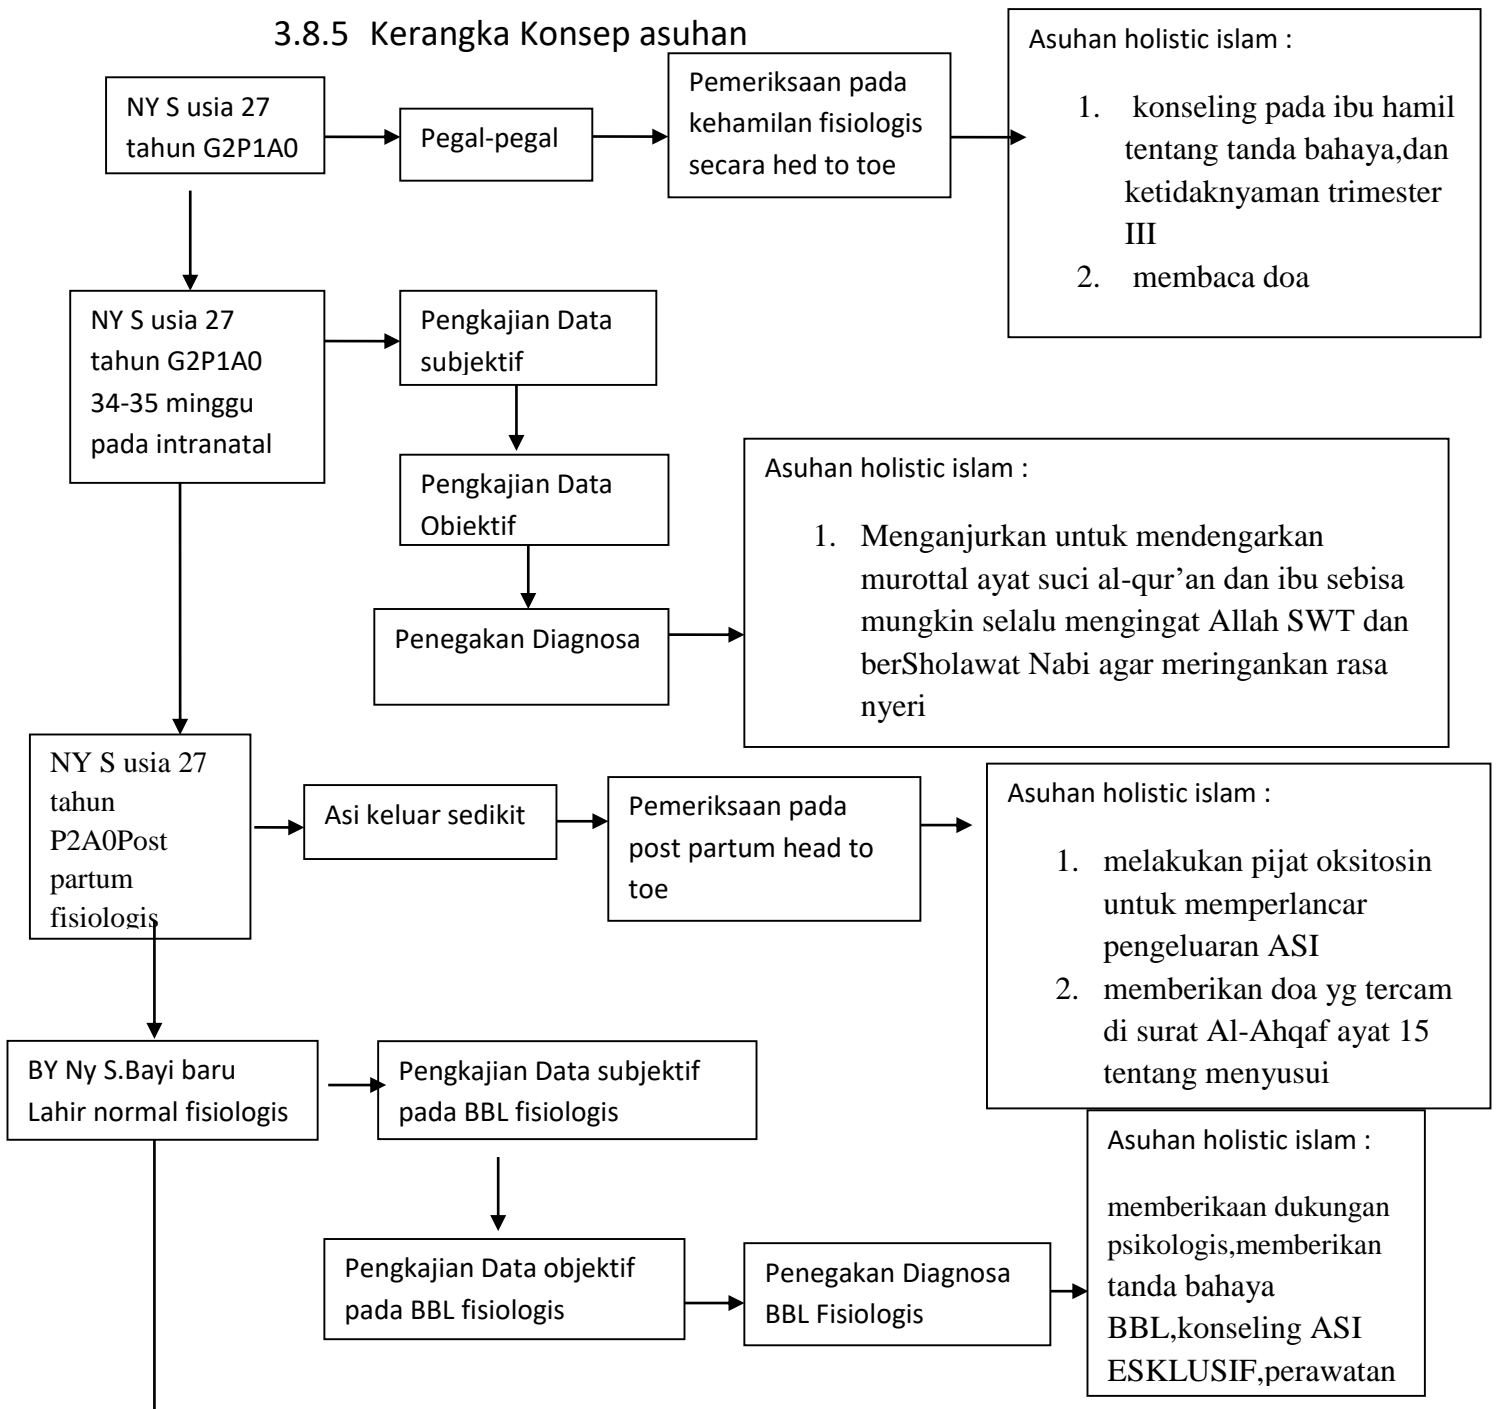 3.8.5 Kerangka Konsep asuhan
NY S usia 27
tahun G2P1A0
Pegal-pegal
Pemeriksaan pada
kehamilan fisiologis
secara hed to toe
Asuhan holistic islam :
1. konseling pada ibu hamil
tentang tanda bahaya,dan
ketidaknyaman trimester
III
2. membaca doa
NY S usia 27
tahun G2P1A0
34-35 minggu
pada intranatal
Pengkajian Data
subjektif
Pengkajian Data
Objektif
Penegakan Diagnosa
Asuhan holistic islam :
1. Menganjurkan untuk mendengarkan
murottal ayat suci al-qur’an dan ibu sebisa
mungkin selalu mengingat Allah SWT dan
berSholawat Nabi agar meringankan rasa
nyeri
NY S usia 27
tahun
P2A0Post
partum
fisiologis
Asi keluar sedikit
Pemeriksaan pada
post partum head to
toe
Asuhan holistic islam :
1. melakukan pijat oksitosin
untuk memperlancar
pengeluaran ASI
2. memberikan doa yg tercam
di surat Al-Ahqaf ayat 15
tentang menyusui
BY Ny S.Bayi baru
Lahir normal fisiologis
Pengkajian Data subjektif
pada BBL fisiologis
Pengkajian Data objektif
pada BBL fisiologis
Penegakan Diagnosa
BBL Fisiologis
Asuhan holistic islam :
memberikaan dukungan
psikologis,memberikan
tanda bahaya
BBL,konseling ASI
ESKLUSIF,perawatan